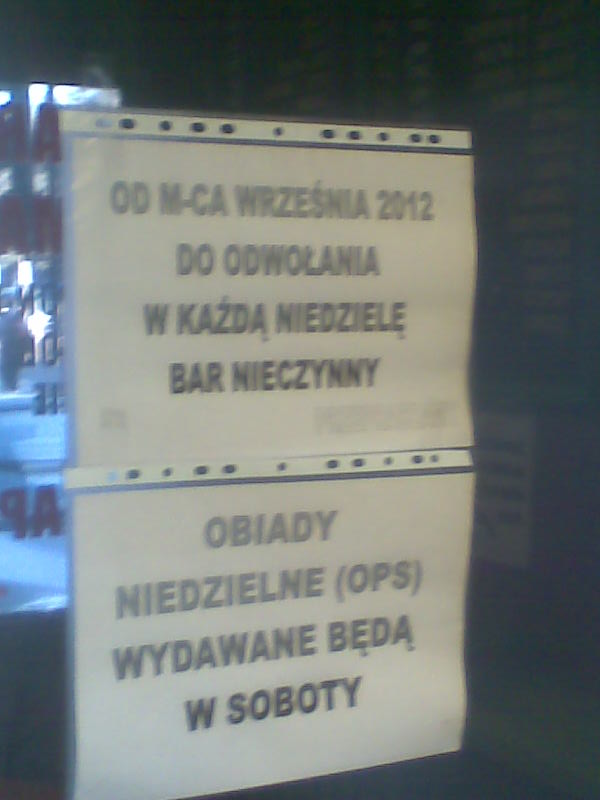 OD M-CA WRZEŚNIA 2012
DO ODWOŁANIA
W KAŻDĄ NIEDZIELĘ
BAR NIECZYNNY
OBIADY
NIEDZIELNE (OPS)
WYDAWANE BĘDĄ
W SOBOTY